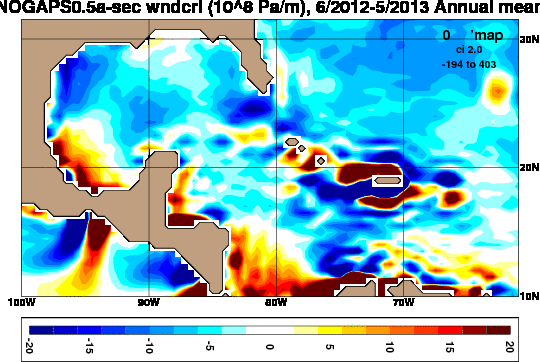 NOGAPS0.5a-sec wndcrl (10^8 Pa/m), 6/2012-5/2013 Annual mean
0 'map
ci 2.0
-194 to 403
30N
20N
10N
100W 90W 80W 70W
-20 -15 -10 -5 0 5 10 15 20